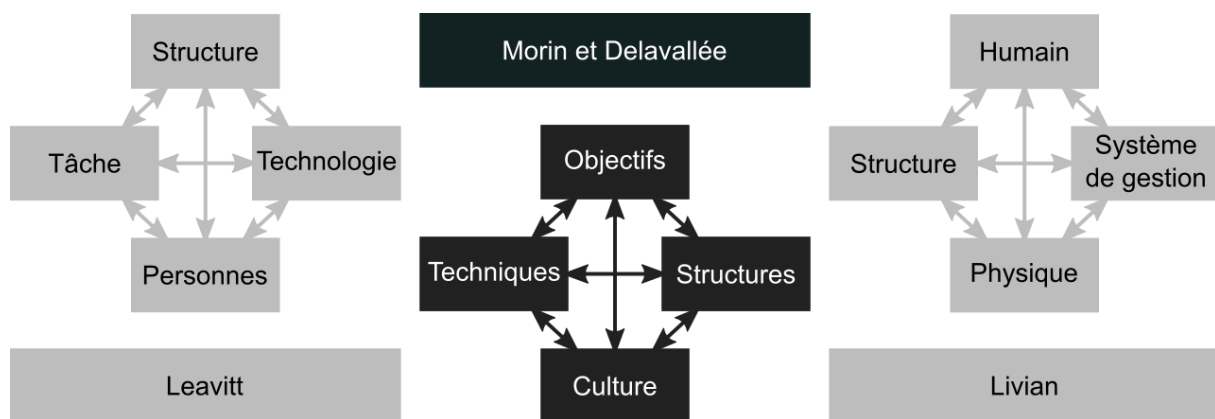 Structure
Tâche
Technologie
Personnes
Leavitt
Morin et Delavallée
Objectifs
Techniques
Structures
Culture
Humain
Structure
Système
de gestion
Physique
Livian